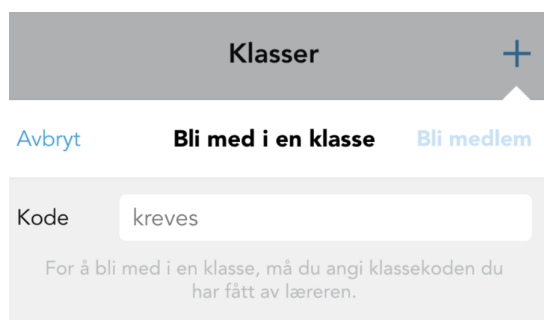 Klasser +
Avbryt Bli med i en klasse Bli medlem
Kode kreves
For å bli med i en klasse, må du angi klassekoden du
har fått av læreren.